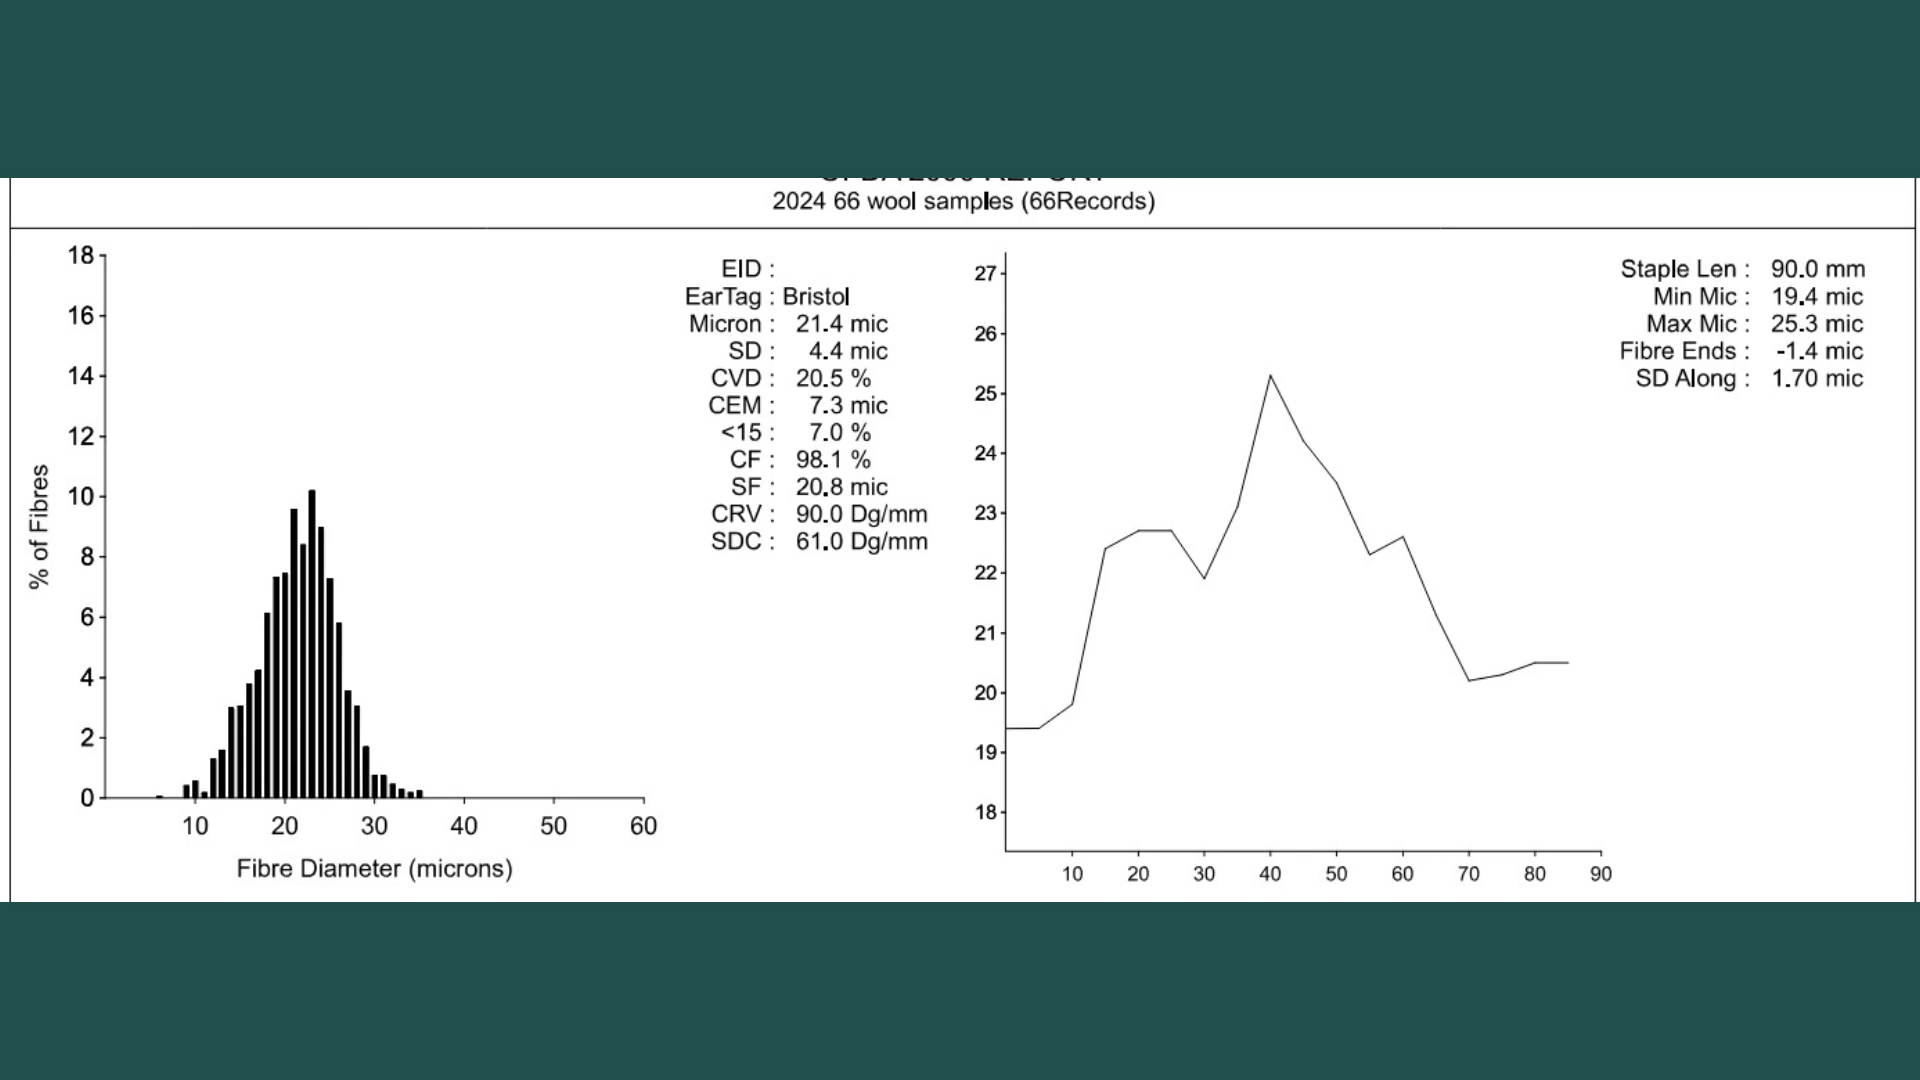 2024 66 wool samples (66Records)
18
16
14
12
10
8
6
4
2
0
% of Fibres
10 20 30 40 50 60
Fibre Diameter (microns)
EID :
EarTag : Bristol
Micron : 21.4 mic
SD : 4.4 mic
CVD : 20.5 %
CEM : 7.3 mic
<15 : 7.0 %
CF : 98.1 %
SF : 20.8 mic
CRV : 90.0 Dg/mm
SDC : 61.0 Dg/mm
27
26
25
24
23
22
21
20
19
18
10 20 30 40 50 60 70 80 90
Staple Len : 90.0 mm
Min Mic : 19.4 mic
Max Mic : 25.3 mic
Fibre Ends : -1.4 mic
SD Along : 1.70 mic